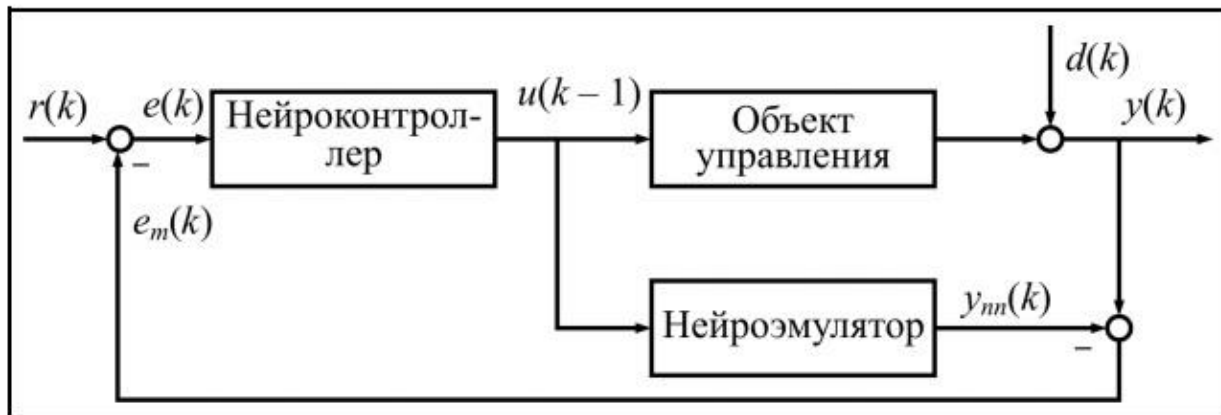 d(k)
r(k)
e(k)
Нейроконтрол-
лер
u(k – 1)
Объект
управления
y(k)
–
e_m(k)
Нейроэмулятор
y_nn(k)
–